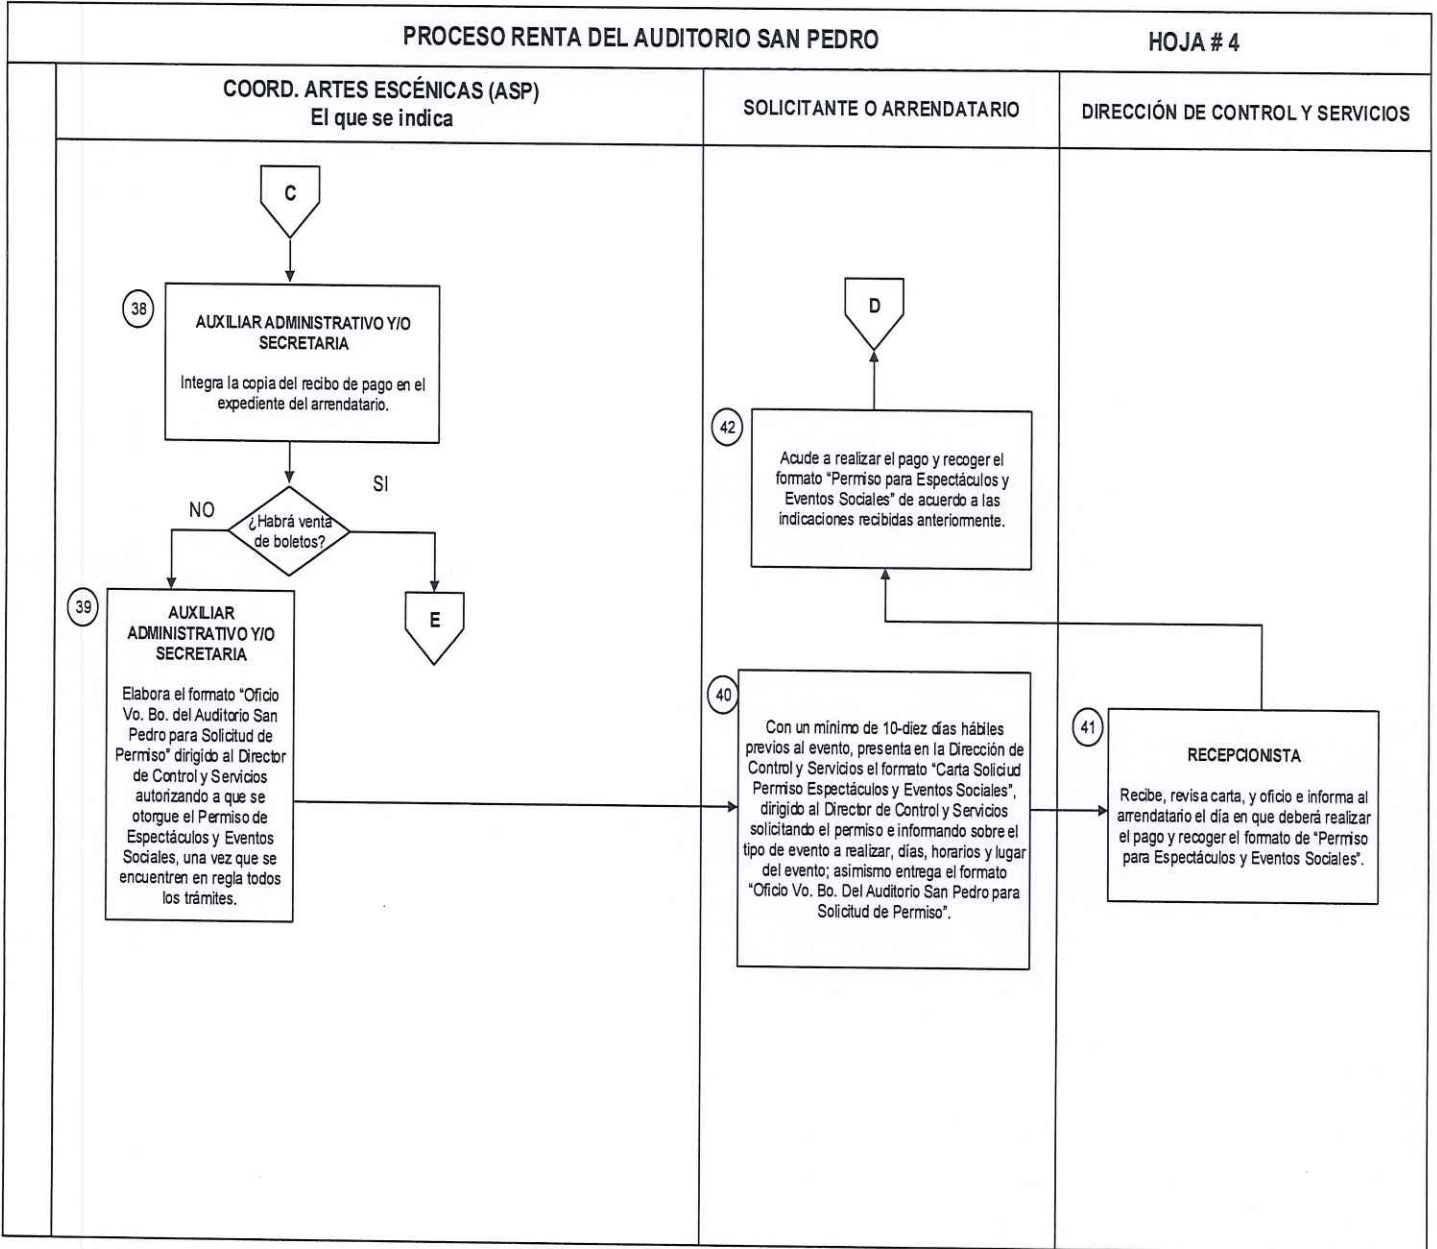 PROCESO RENTA DEL AUDITORIO SAN PEDRO
HOJA # 4
COORD. ARTES ESCÉNICAS (ASP)
El que se indica
SOLICITANTE O ARRENDATARIO
DIRECCIÓN DE CONTROL Y SERVICIOS
C
38
AUXILIAR ADMINISTRATIVO Y/O
SECRETARIA
Integra la copia del recibo de pago en el
expediente del arrendatario.
NO
SI
¿Habrá venta
de boletos?
E
39
AUXILIAR
ADMINISTRATIVO Y/O
SECRETARIA
Elabora el formato “Oficio
Vo. Bo. del Auditorio San
Pedro para Solicitud de
Permiso” dirigido al Director
de Control y Servicios
autorizando a que se
otorgue el Permiso de
Espectáculos y Eventos
Sociales, una vez que se
encuentren en regla todos
los trámites.
D
42
Acude a realizar el pago y recoger el
formato “Permiso para Espectáculos y
Eventos Sociales” de acuerdo a las
indicaciones recibidas anteriormente.
40
Con un mínimo de 10-diez días hábiles
previos al evento, presenta en la Dirección de
Control y Servicios el formato “Carta Soliciud
Permiso Espectáculos y Eventos Sociales”,
dirigido al Director de Control y Servicios
solicitando el permiso e informando sobre el
tipo de evento a realizar, días, horarios y lugar
del evento; asimismo entrega el formato
“Oficio Vo. Bo. Del Auditorio San Pedro para
Solicitud de Permiso”.
41
RECEPCIONISTA
Recibe, revisa carta, y oficio e informa al
arrendatario el día en que deberá realizar
el pago y recoger el formato de “Permiso
para Espectáculos y Eventos Sociales”.